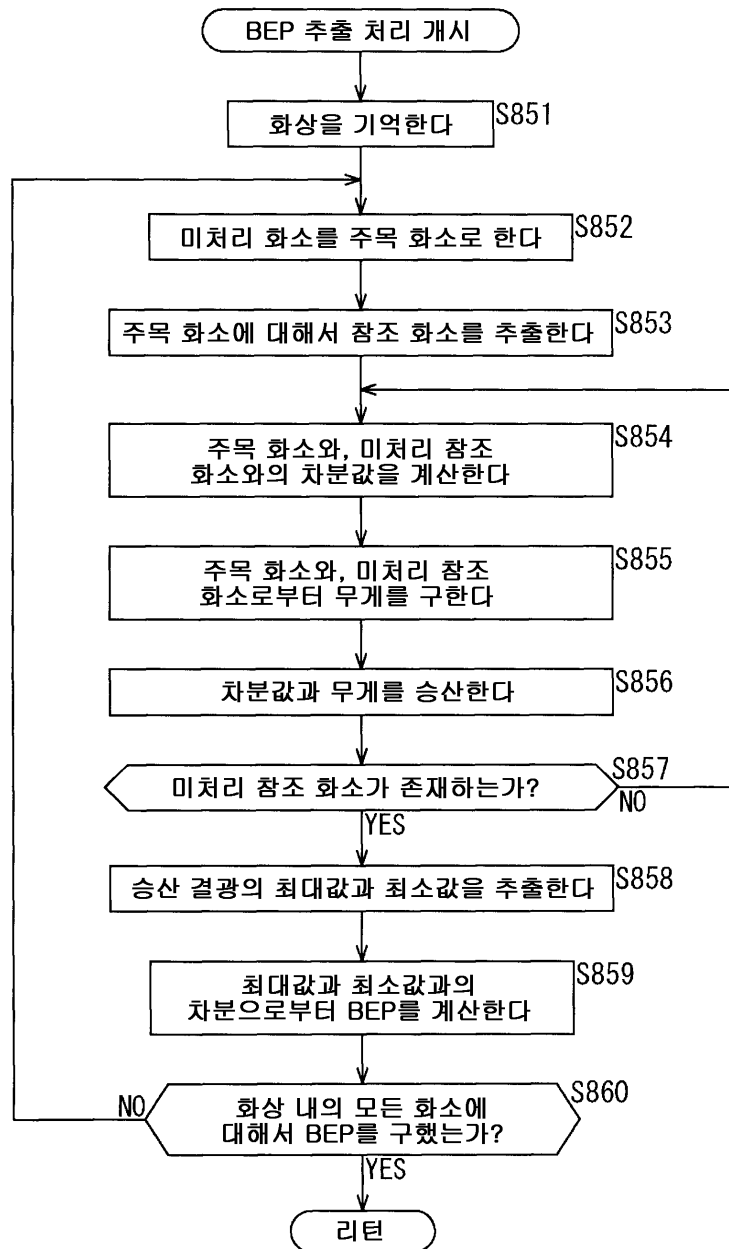 BEP 추출 처리 개시
화상을 기억한다
S851
미처리 화소를 주목 화소로 한다
S852
주목 화소에 대해서 참조 화소를 추출한다
S853
주목 화소와, 미처리 참조
화소와의 차분값을 계산한다
S854
주목 화소와, 미처리 참조
화소로부터 무게를 구한다
S855
차분값과 무게를 승산한다
S856
미처리 참조 화소가 존재하는가?
S857
NO
YES
승산 결광의 최대값과 최소값을 추출한다
S858
최대값과 최소값과의
차분으로부터 BEP를 계산한다
S859
NO
화상 내의 모든 화소에
대해서 BEP를 구했는가?
S860
YES
리턴